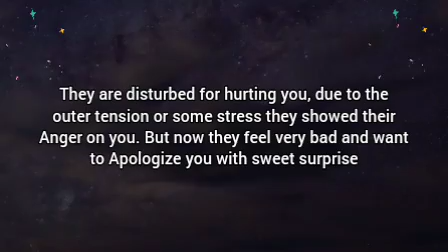 They are disturbed for hurting you, due to the
outer tension or some stress they showed their
Anger on you. But now they feel very bad and want
to Apologize you with sweet surprise